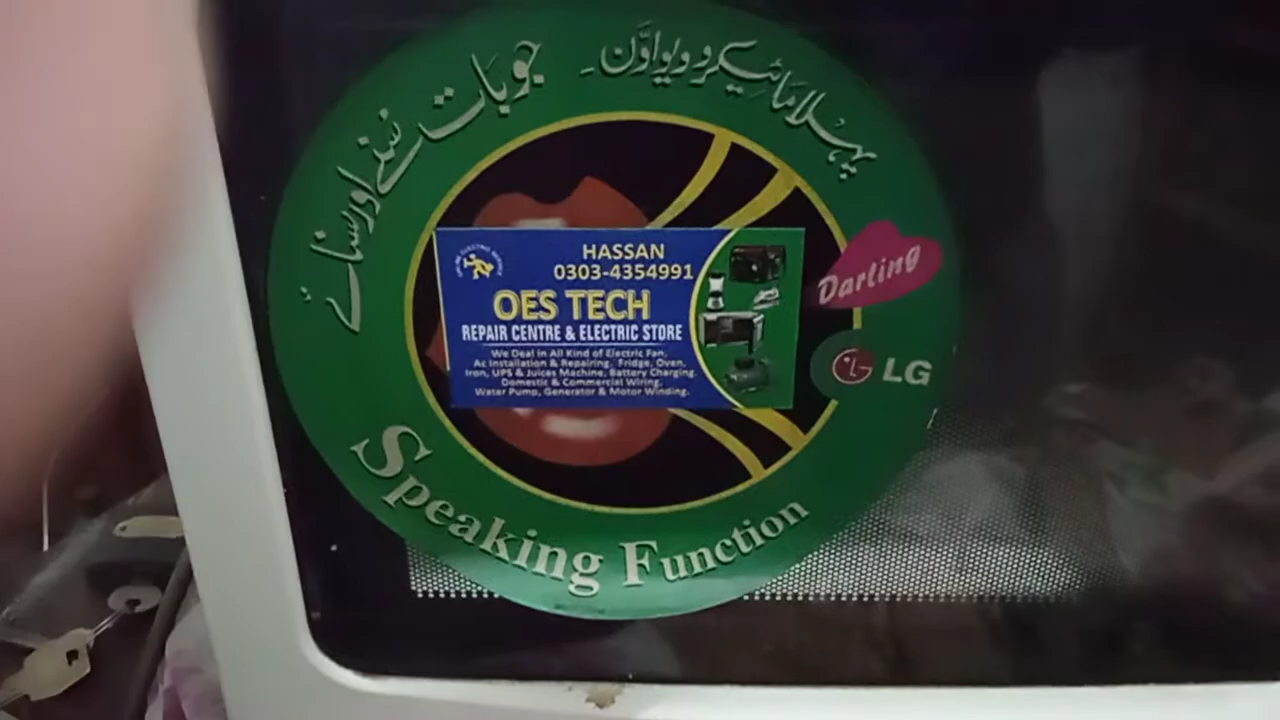 پہلا مائیکروویو اوَن۔
جو بات سُنے اور سنائے
HASSAN
0303-4354991
OES TECH
REPAIR CENTRE & ELECTRIC STORE
We Deal in All Kind of Electric Fan,
Ac Installation & Repairing, Fridge, Oven,
Iron, UPS & Juices Machine, Battery Charging.
Domestic & Commercial Wiring,
Water Pump, Generator & Motor Winding.
Darling
LG
Speaking Function